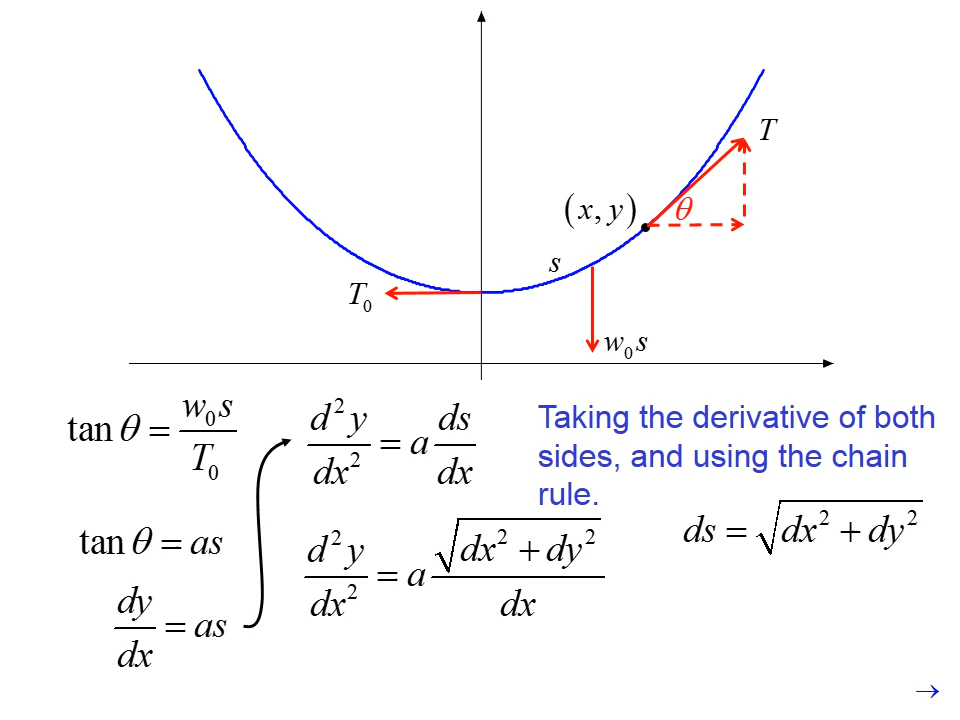 T
(x, y)
θ
s
T₀
w₀s
tan θ = w₀s / T₀
d²y/dx² = a ds/dx
Taking the derivative of both
sides, and using the chain
rule.
ds = √(dx² + dy²)
tan θ = as
d²y/dx² = a √(dx² + dy²) / dx
dy/dx = as
→